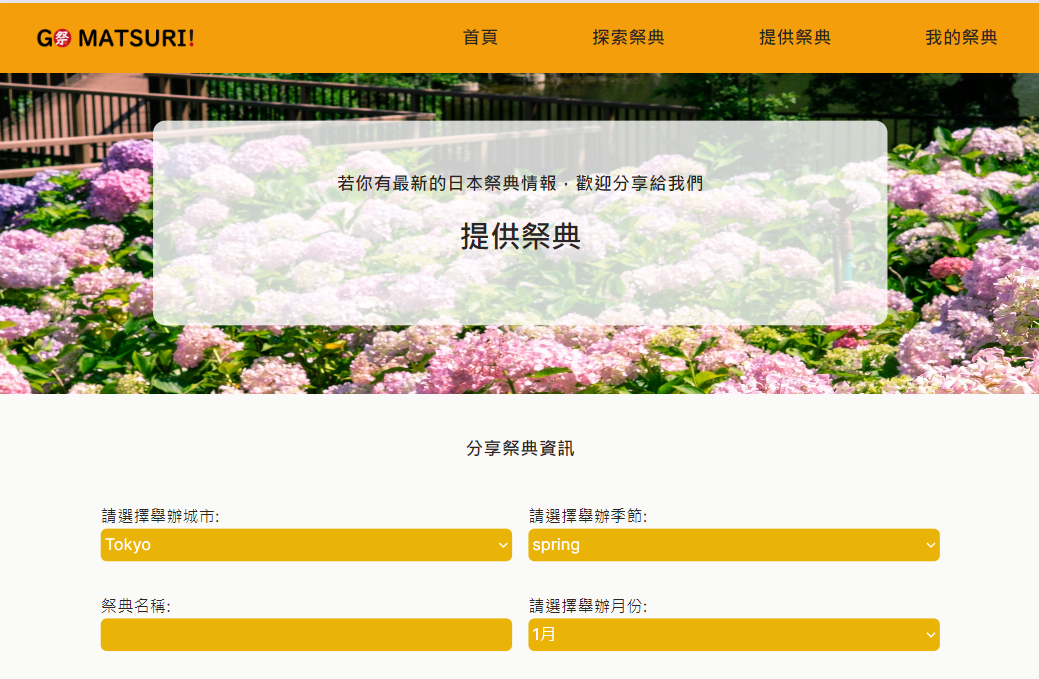 G祭 MATSURI!
首頁 探索祭典 提供祭典 我的祭典
若你有最新的日本祭典情報，歡迎分享給我們
提供祭典
分享祭典資訊
請選擇舉辦城市: 請選擇舉辦季節:
Tokyo spring
祭典名稱: 請選擇舉辦月份:
1月